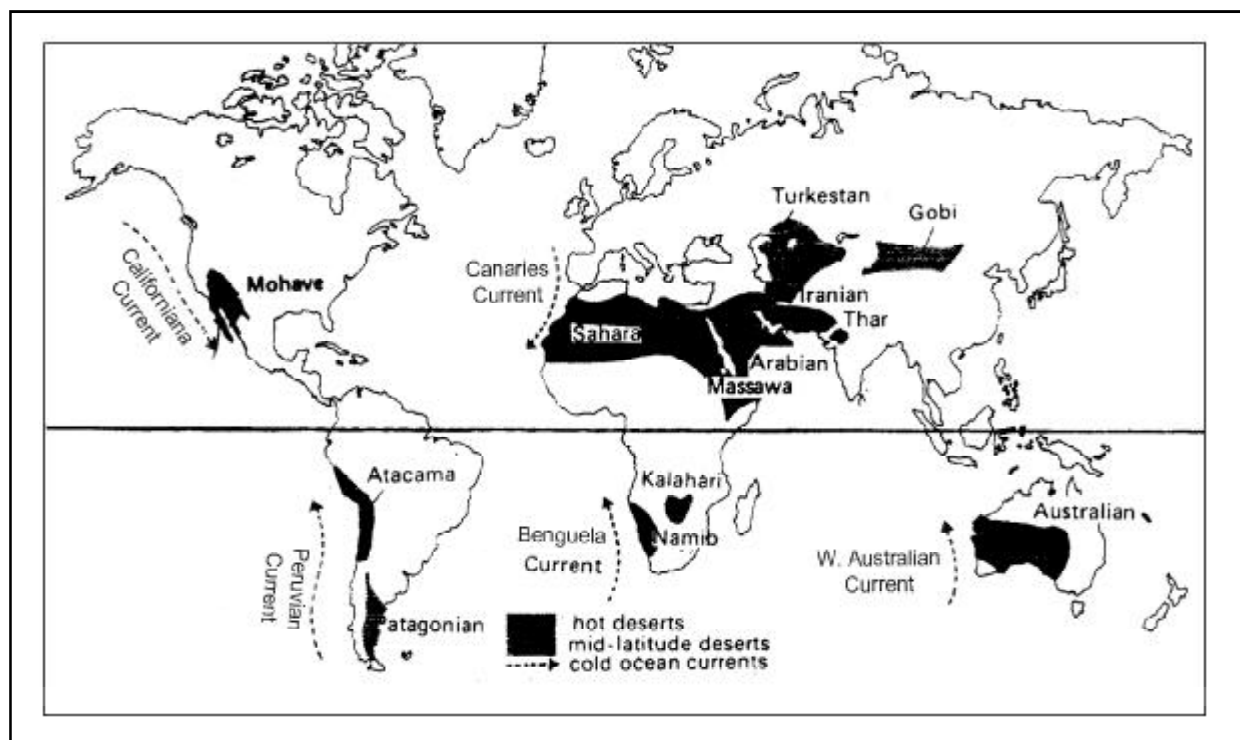 Turkestan
Gobi
Californiana
Current
Mohave
Canaries
Current
Iranian
Sahara
Thar
Arabian
Massawa
Atacama
Kalahari
Australian
Peruvian
Current
Benguela
Current
Namib
W. Australian
Current
Patagonian
hot deserts
mid-latitude deserts
cold ocean currents